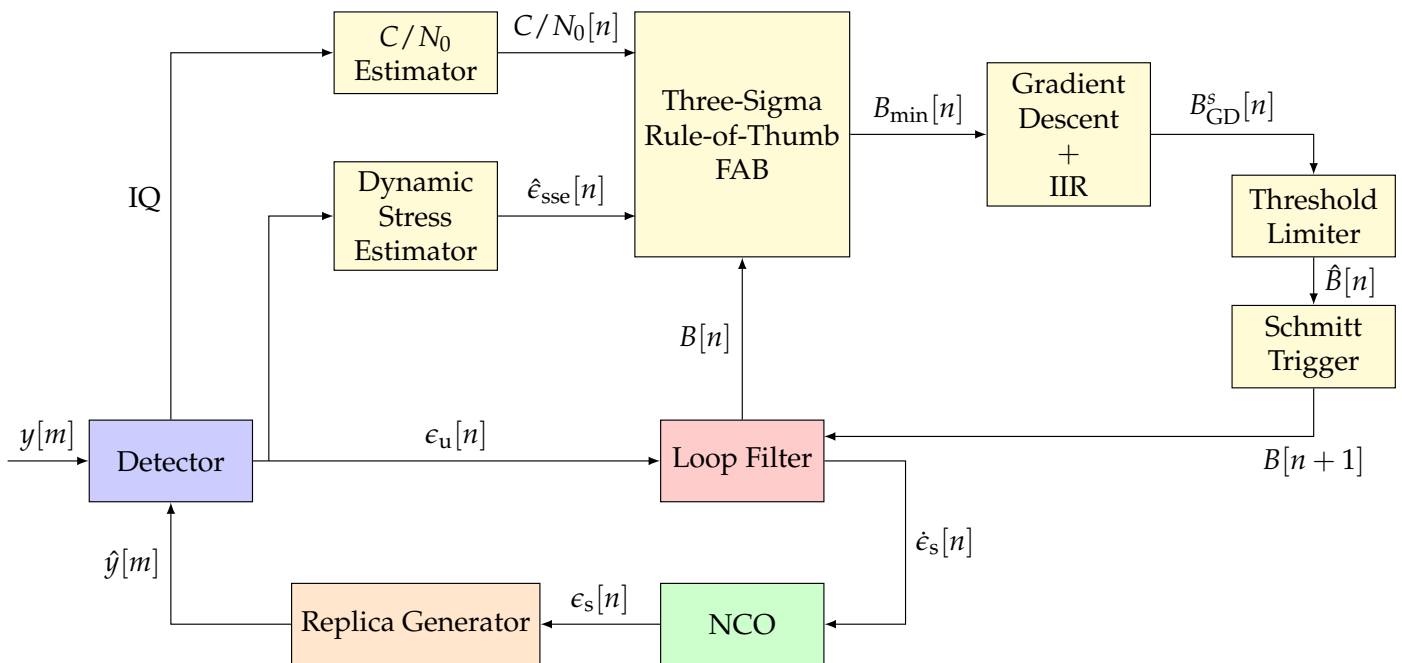 C/N₀
Estimator
C/N₀[n]
Three-Sigma
Rule-of-Thumb
FAB
B_min[n]
Gradient
Descent
+
IIR
B^s_GD[n]
IQ
Dynamic
Stress
Estimator
ε̂_sse[n]
Threshold
Limiter
B̂[n]
Schmitt
Trigger
B[n]
y[m]
Detector
ϵ_u[n]
Loop Filter
B[n + 1]
ŷ[m]
ϵ̇_s[n]
Replica Generator
ϵ_s[n]
NCO